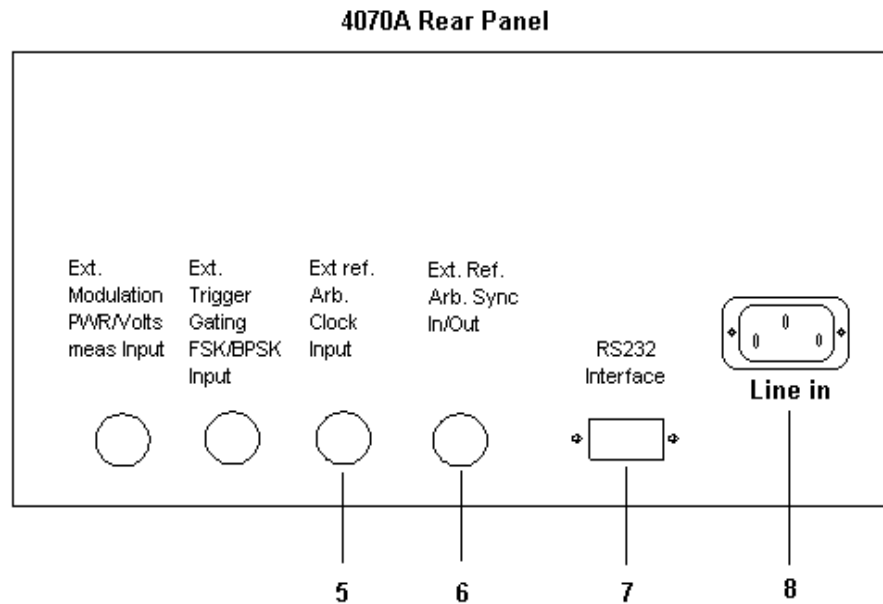 4070A Rear Panel
Ext.
Modulation
PWR/Volts
meas Input
Ext.
Trigger
Gating
FSK/BPSK
Input
Ext ref.
Arb.
Clock
Input
Ext. Ref.
Arb. Sync
In/Out
RS232
Interface
Line in
5
6
7
8